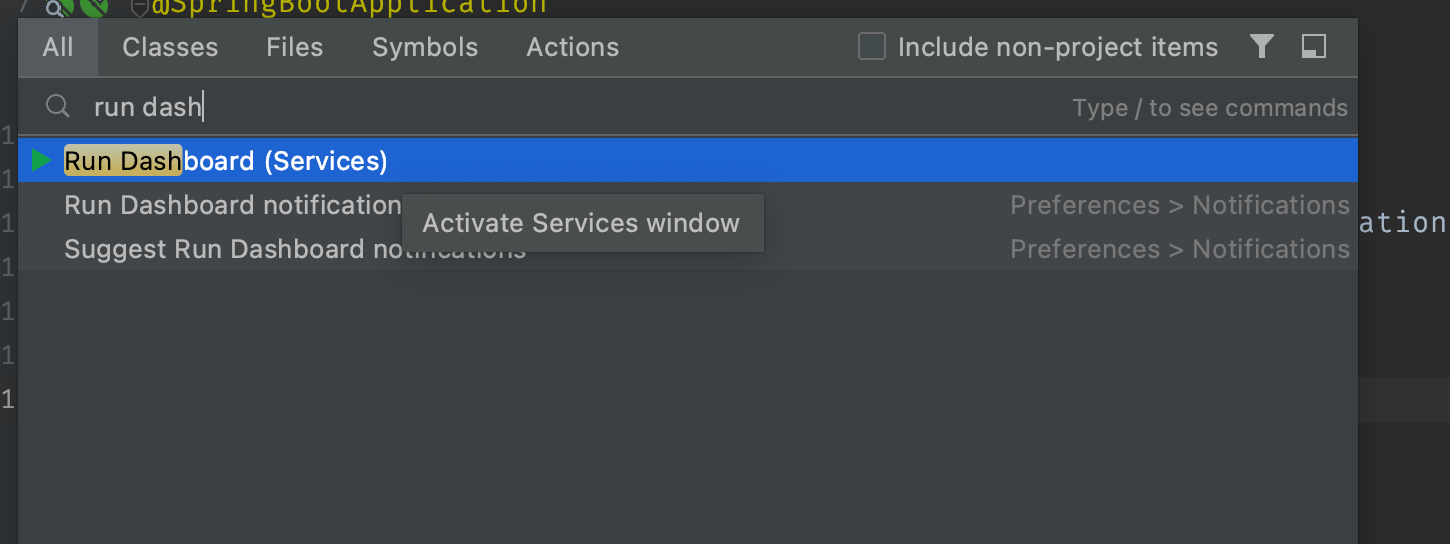 7 @SpringBootApplication
All Classes Files Symbols Actions Include non-project items
run dash Type / to see commands
1
Run Dashboard (Services)
1
Run Dashboard notification Preferences > Notifications
Activate Services window
1 ation
Suggest Run Dashboard notifications Preferences > Notifications
1
1
1
1